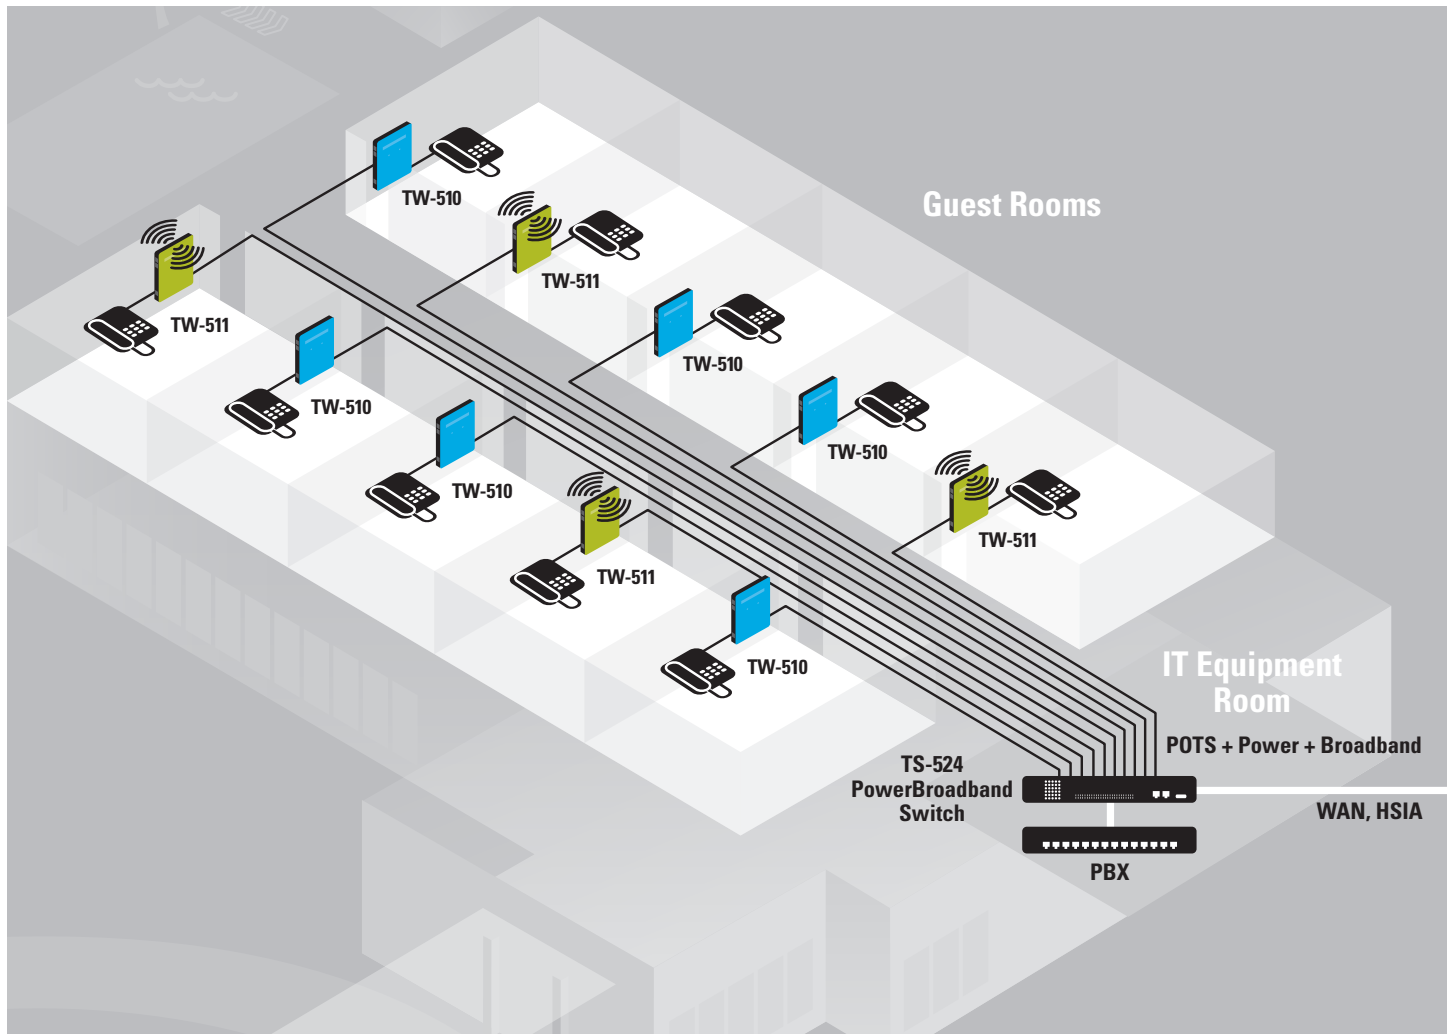 TW-510
Guest Rooms
TW-511
TW-511
TW-510
TW-510
TW-510
TW-510
TW-511
TW-511
TW-510
IT Equipment
Room
POTS + Power + Broadband
TS-524
PowerBroadband
Switch
WAN, HSIA
PBX